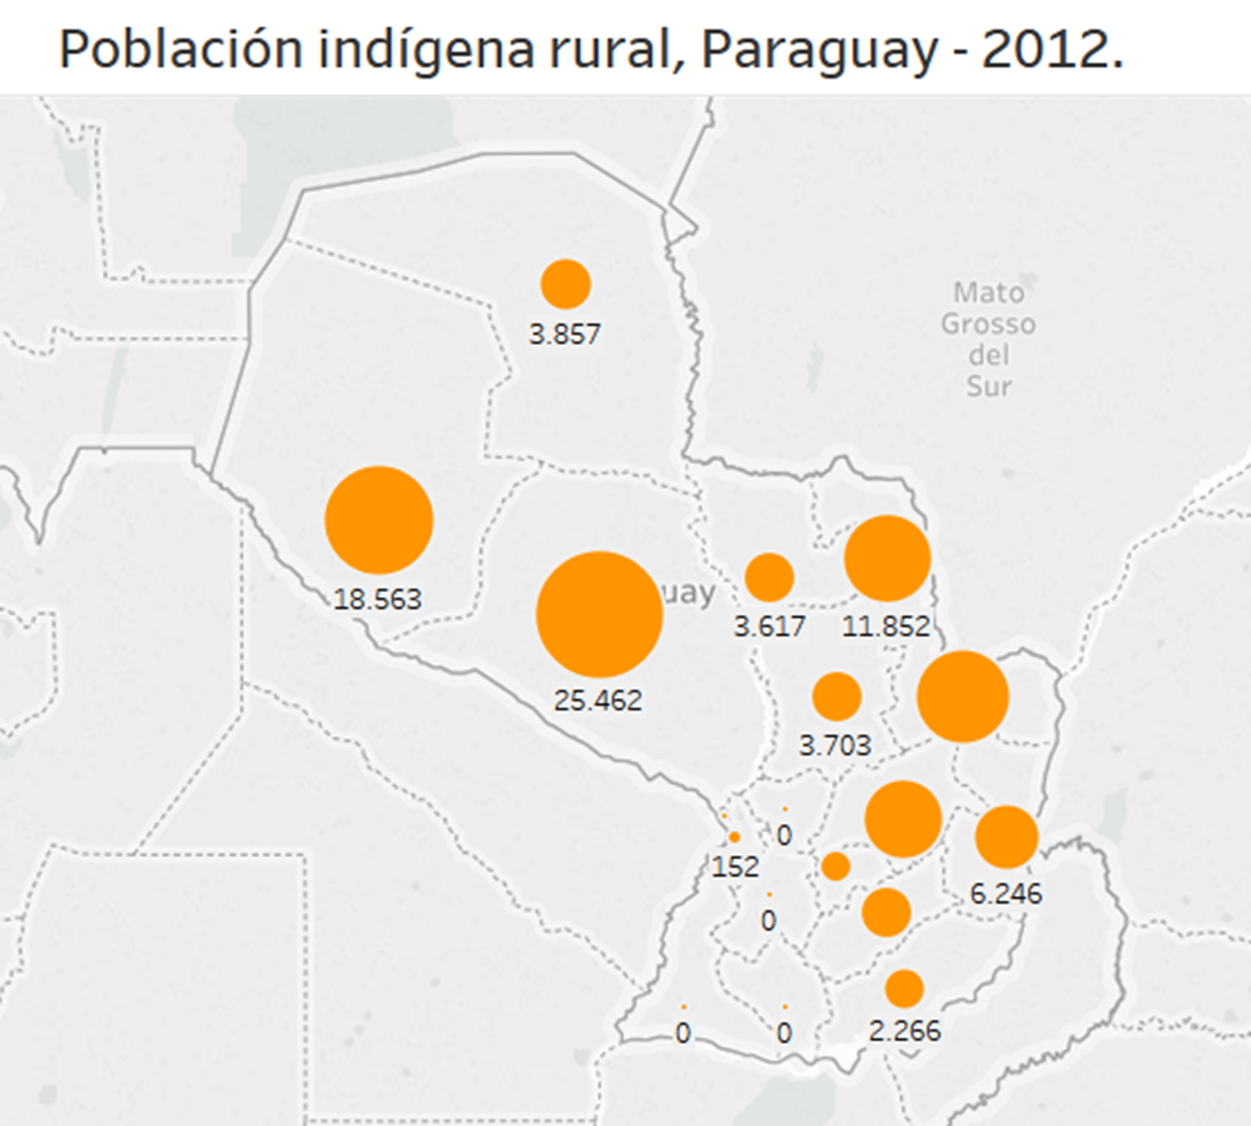 Población indígena rural, Paraguay - 2012.
Mato
Grosso
del
Sur
3.857
18.563
uay
25.462
3.617
11.852
3.703
0
152
6.246
0
0
0
2.266